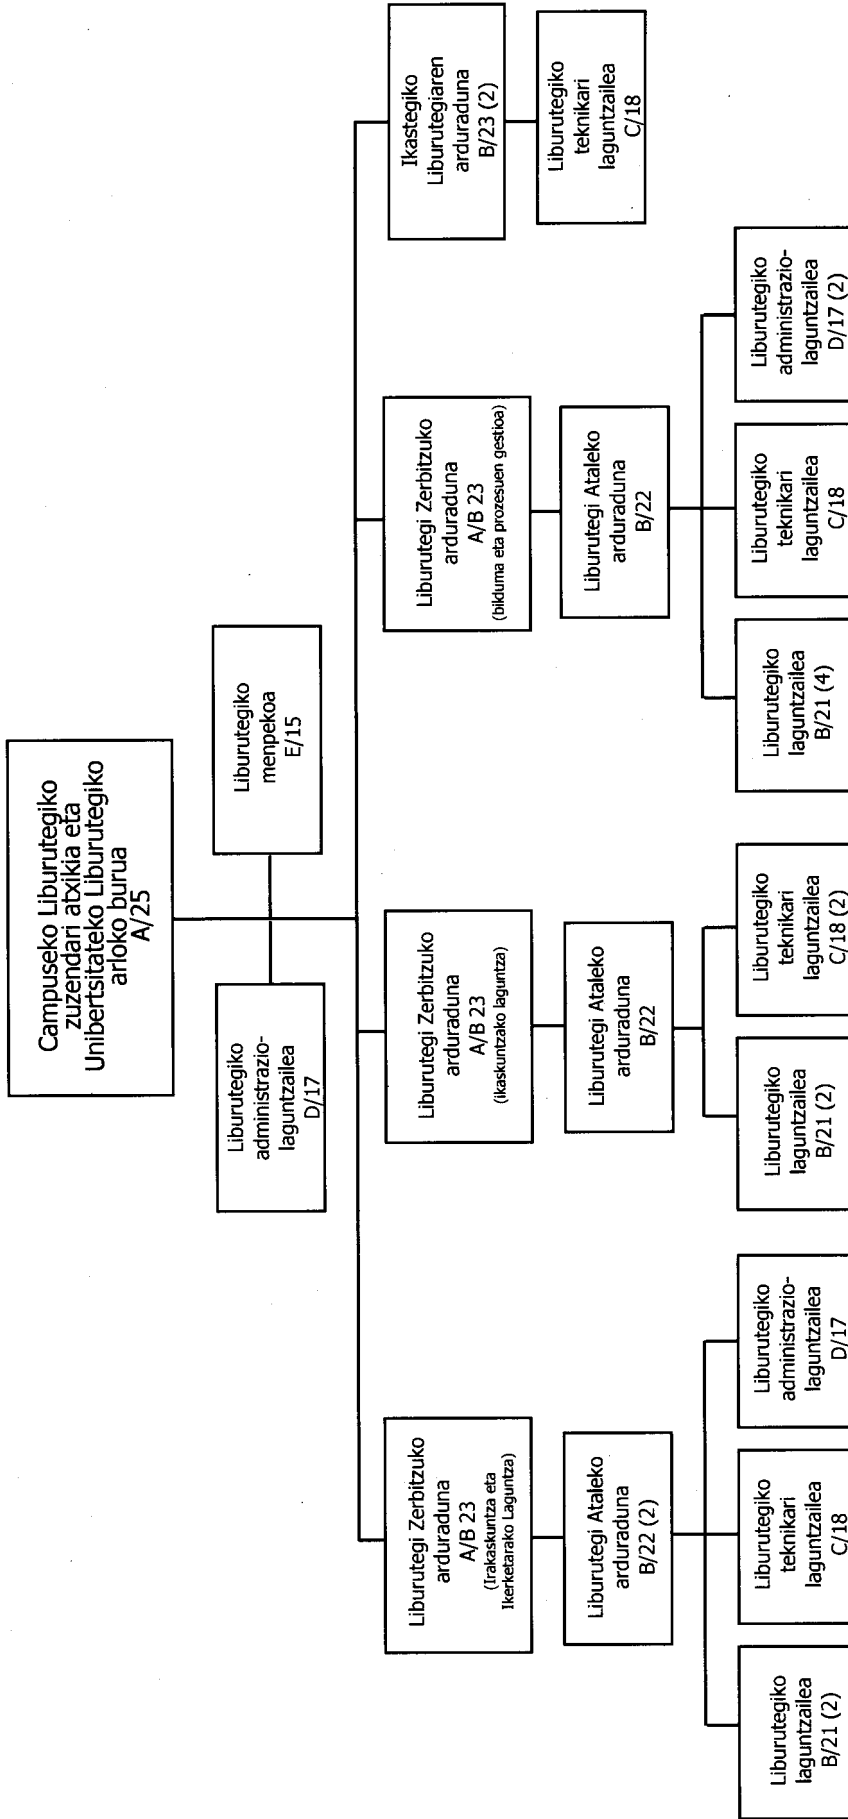 Campuseko Liburutegiko
zuzendari atxikia eta
Unibertsitateko Liburutegiko
arloko burua
A/25
Liburutegiko
administrazio-
laguntzailea
D/17
Liburutegiko
menpekoa
E/15
Liburutegi Zerbitzuko
arduraduna
A/B 23
(Irakaskuntza eta
Ikerketarako Laguntza)
Liburutegi Zerbitzuko
arduraduna
A/B 23
(ikaskuntzako laguntza)
Liburutegi Zerbitzuko
arduraduna
A/B 23
(bilduma eta prozesuen gestioa)
Ikastegiko
Liburutegiaren
arduraduna
B/23 (2)
Liburutegi Ataleko
arduraduna
B/22 (2)
Liburutegi Ataleko
arduraduna
B/22
Liburutegi Ataleko
arduraduna
B/22
Liburutegiko
teknikari
laguntzailea
C/18
Liburutegiko
laguntzailea
B/21 (2)
Liburutegiko
teknikari
laguntzailea
C/18
Liburutegiko
administrazio-
laguntzailea
D/17
Liburutegiko
laguntzailea
B/21 (2)
Liburutegiko
teknikari
laguntzailea
C/18 (2)
Liburutegiko
laguntzailea
B/21 (4)
Liburutegiko
teknikari
laguntzailea
C/18
Liburutegiko
administrazio-
laguntzailea
D/17 (2)